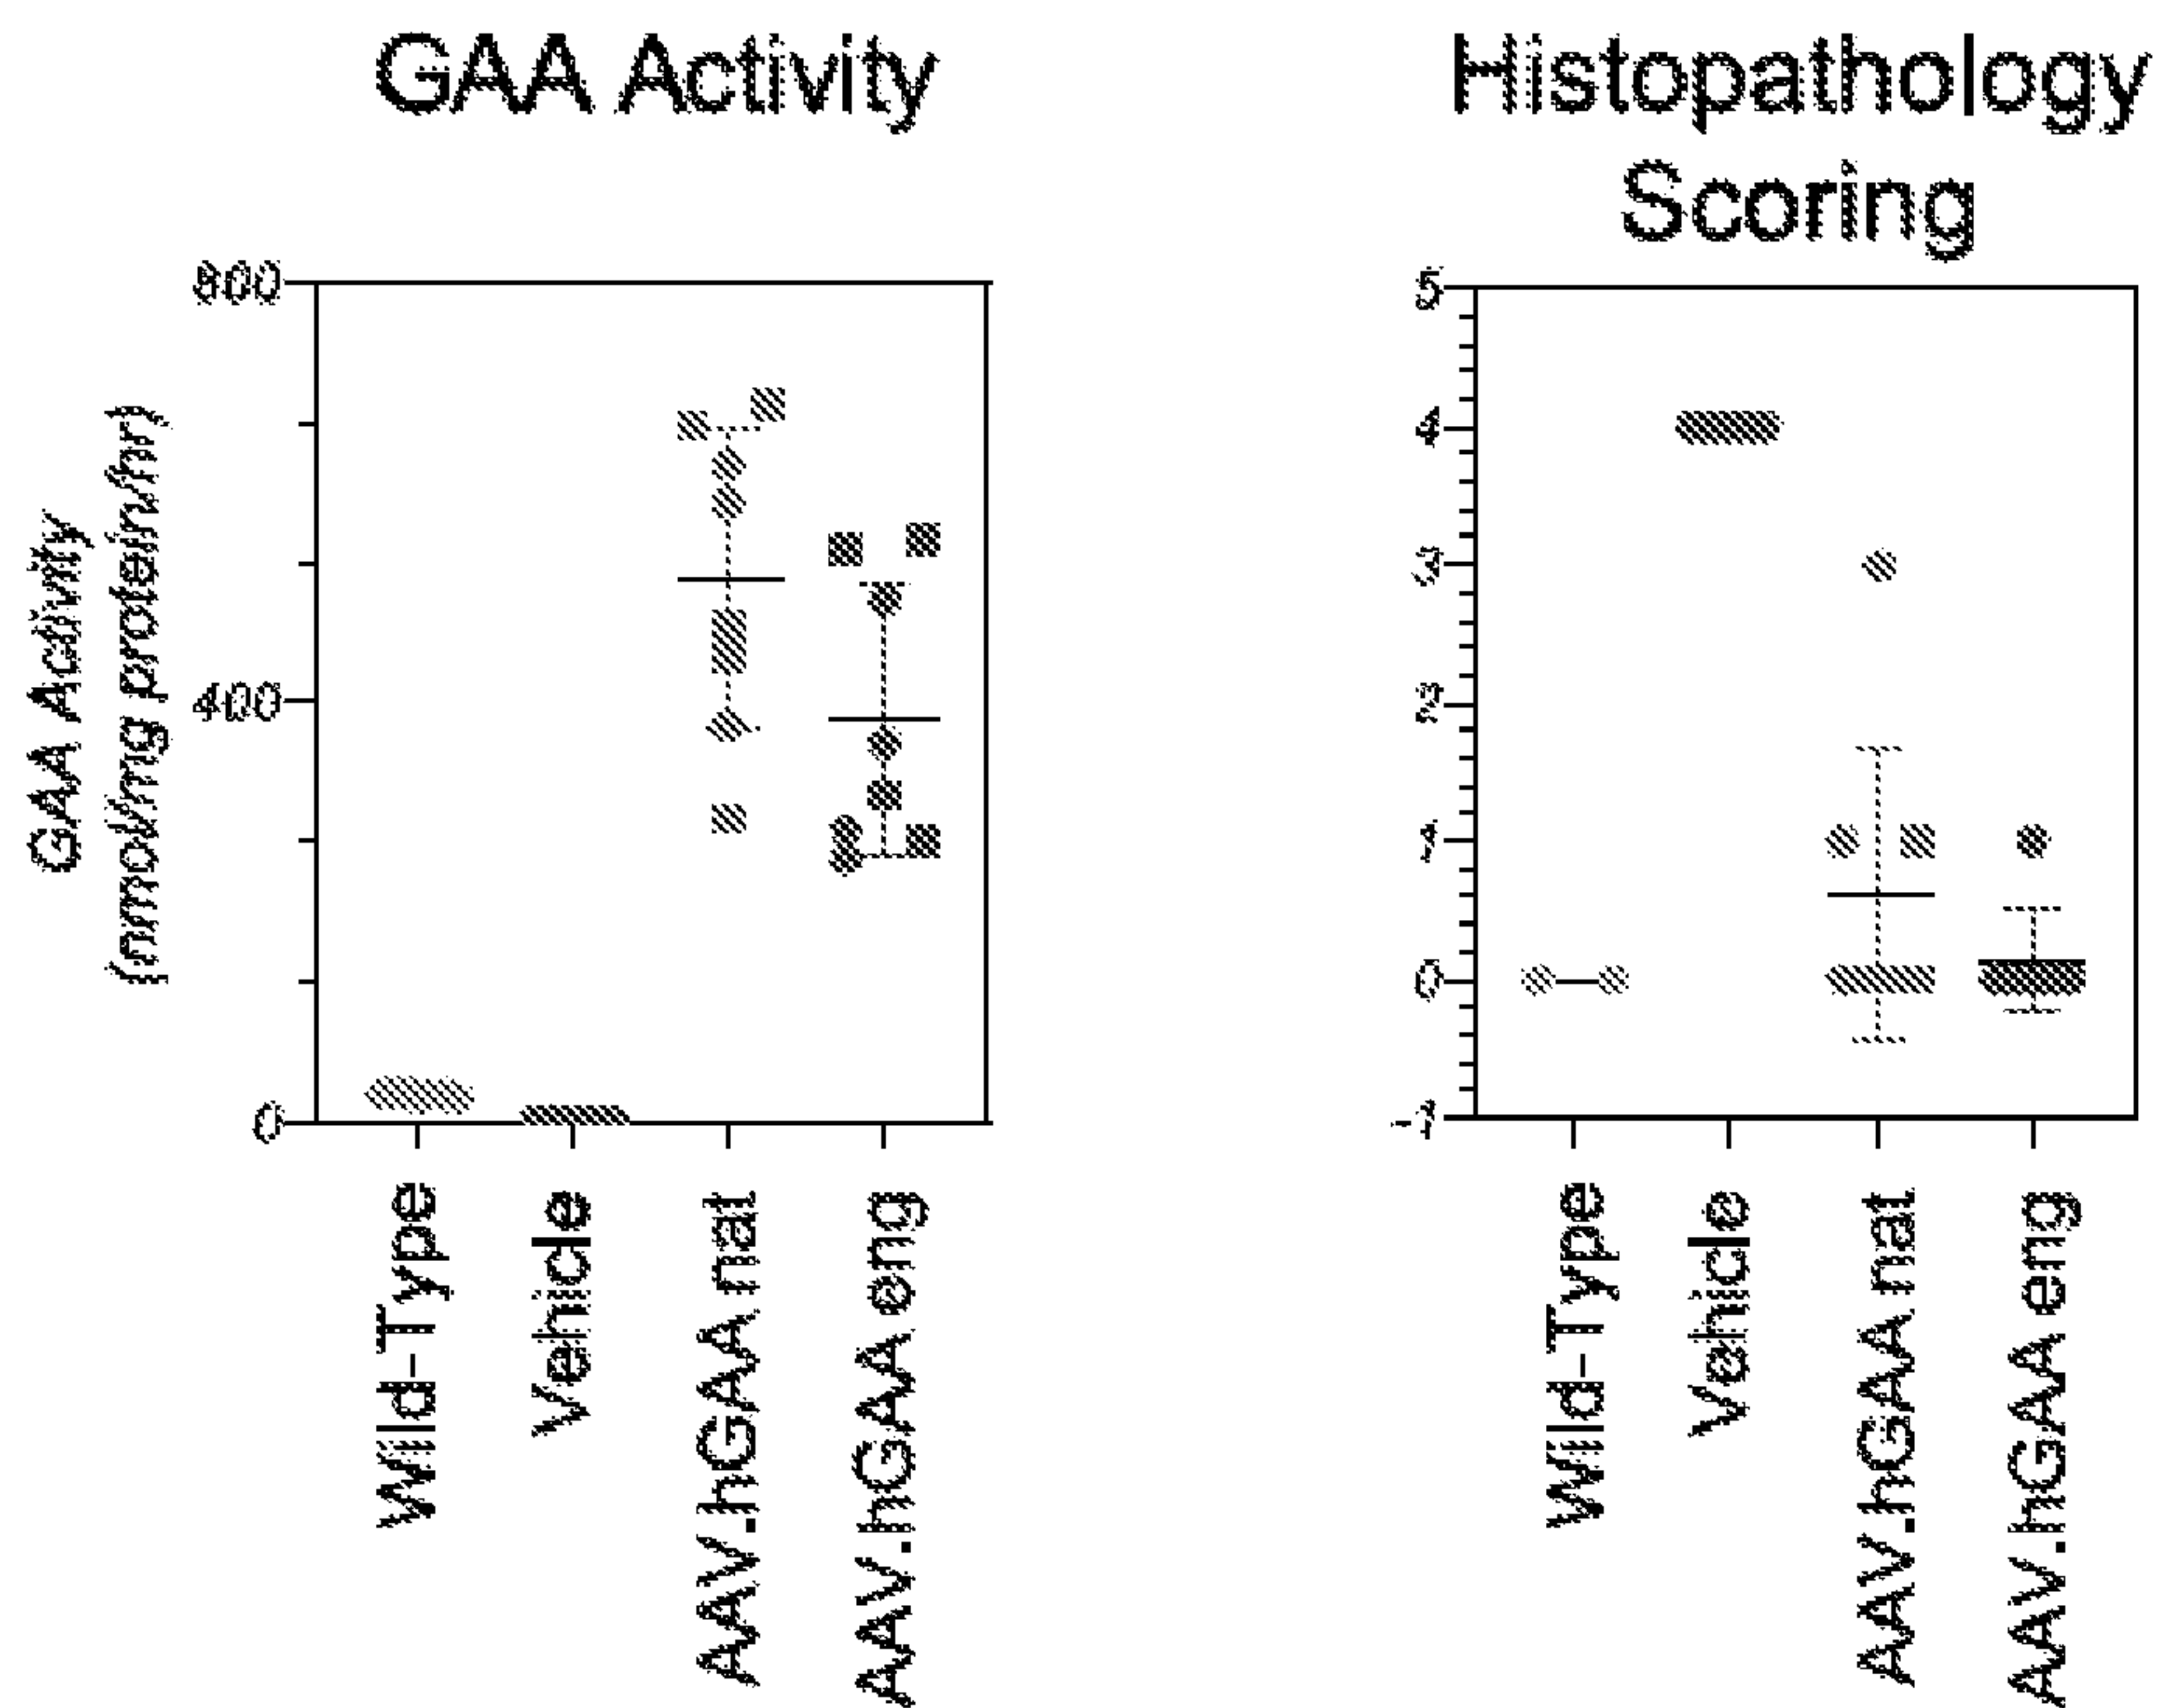 GAA Activity
GAA Activity
(nmol/mg protein/hr)
800
400
0
Wild-Type
Vehicle
AAV.hGAA nat
AAV.hGAA eng
Histopathology
Scoring
5
4
3
2
1
0
-1
Wild-Type
Vehicle
AAV.hGAA nat
AAV.hGAA eng